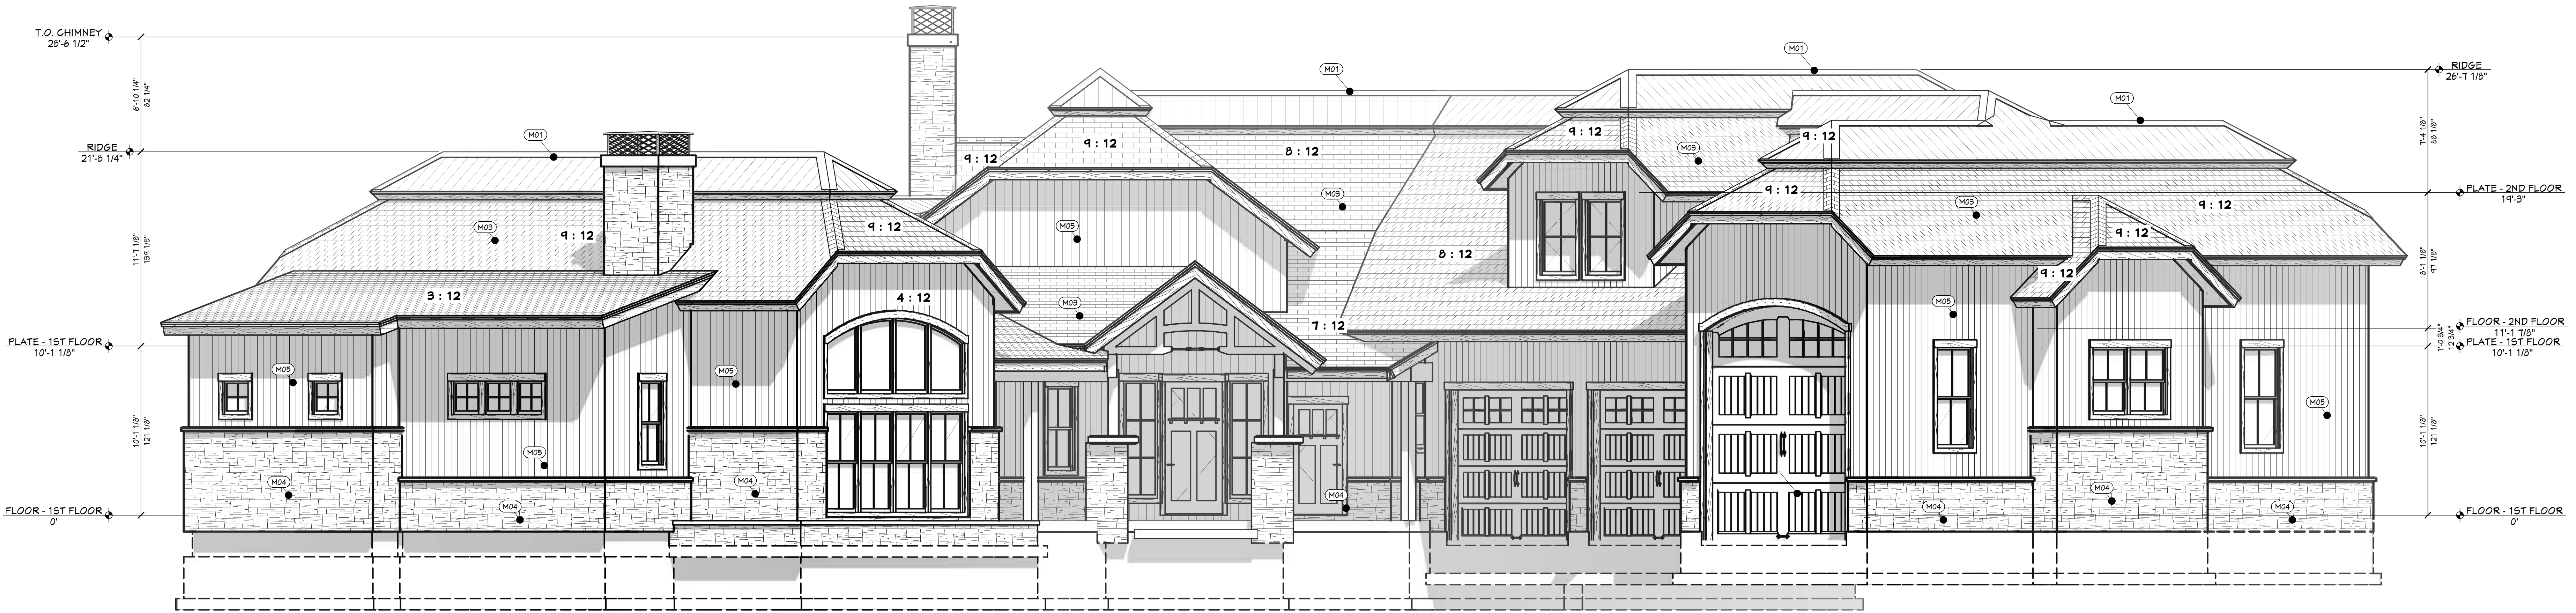 T.O. CHIMNEY
28'-6 1/2"
6'-10 1/4"
82 1/4"
RIDGE
21'-8 1/4"
11'-7 1/8"
139 1/8"
PLATE - 1ST FLOOR
10'-1 1/8"
10'-1 1/8"
121 1/8"
FLOOR - 1ST FLOOR
0'
M01
M03
9 : 12
9 : 12
3 : 12
4 : 12
M05
M05
M05
M04
M04
M04
M01
9 : 12
9 : 12
8 : 12
M03
M05
M03
7 : 12
8 : 12
M04
M01
9 : 12
M03
9 : 12
M01
9 : 12
M03
9 : 12
9 : 12
9 : 12
M05
M05
M04
M04
M04
RIDGE
26'-7 1/8"
7'-4 1/8"
88 1/8"
PLATE - 2ND FLOOR
19'-3"
8'-1 1/8"
97 1/8"
FLOOR - 2ND FLOOR
11'-1 7/8"
1'-0 3/4"
12 3/4"
PLATE - 1ST FLOOR
10'-1 1/8"
10'-1 1/8"
121 1/8"
FLOOR - 1ST FLOOR
0'